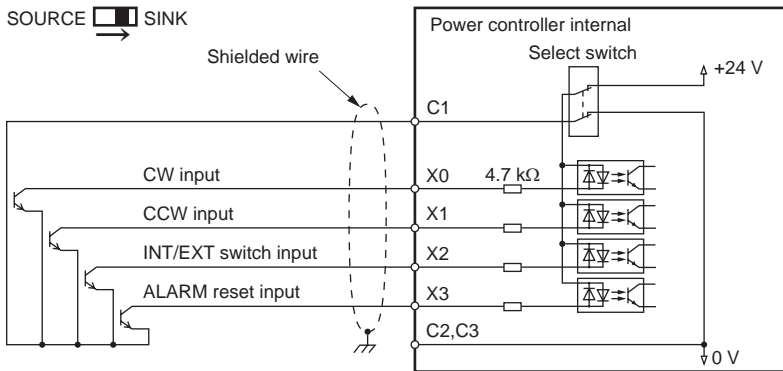 SOURCE SINK
Power controller internal
Select switch
Shielded wire
+24 V
C1
CW input
X0
4.7 kΩ
CCW input
X1
INT/EXT switch input
X2
ALARM reset input
X3
C2,C3
0 V